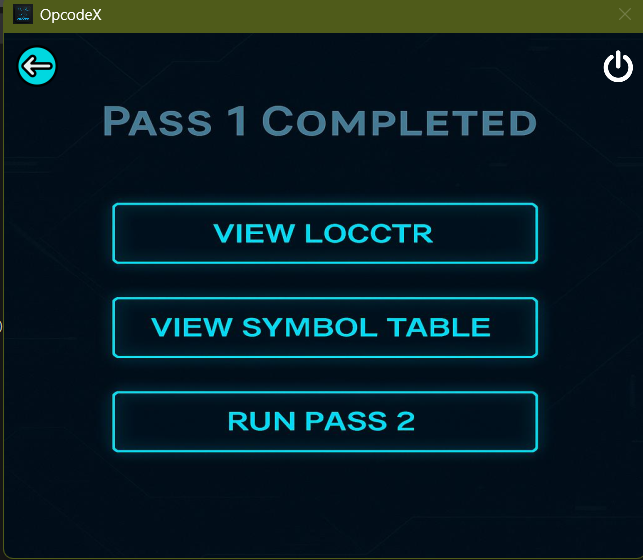 OpcodeX
PASS 1 COMPLETED
VIEW LOCCTR
VIEW SYMBOL TABLE
RUN PASS 2